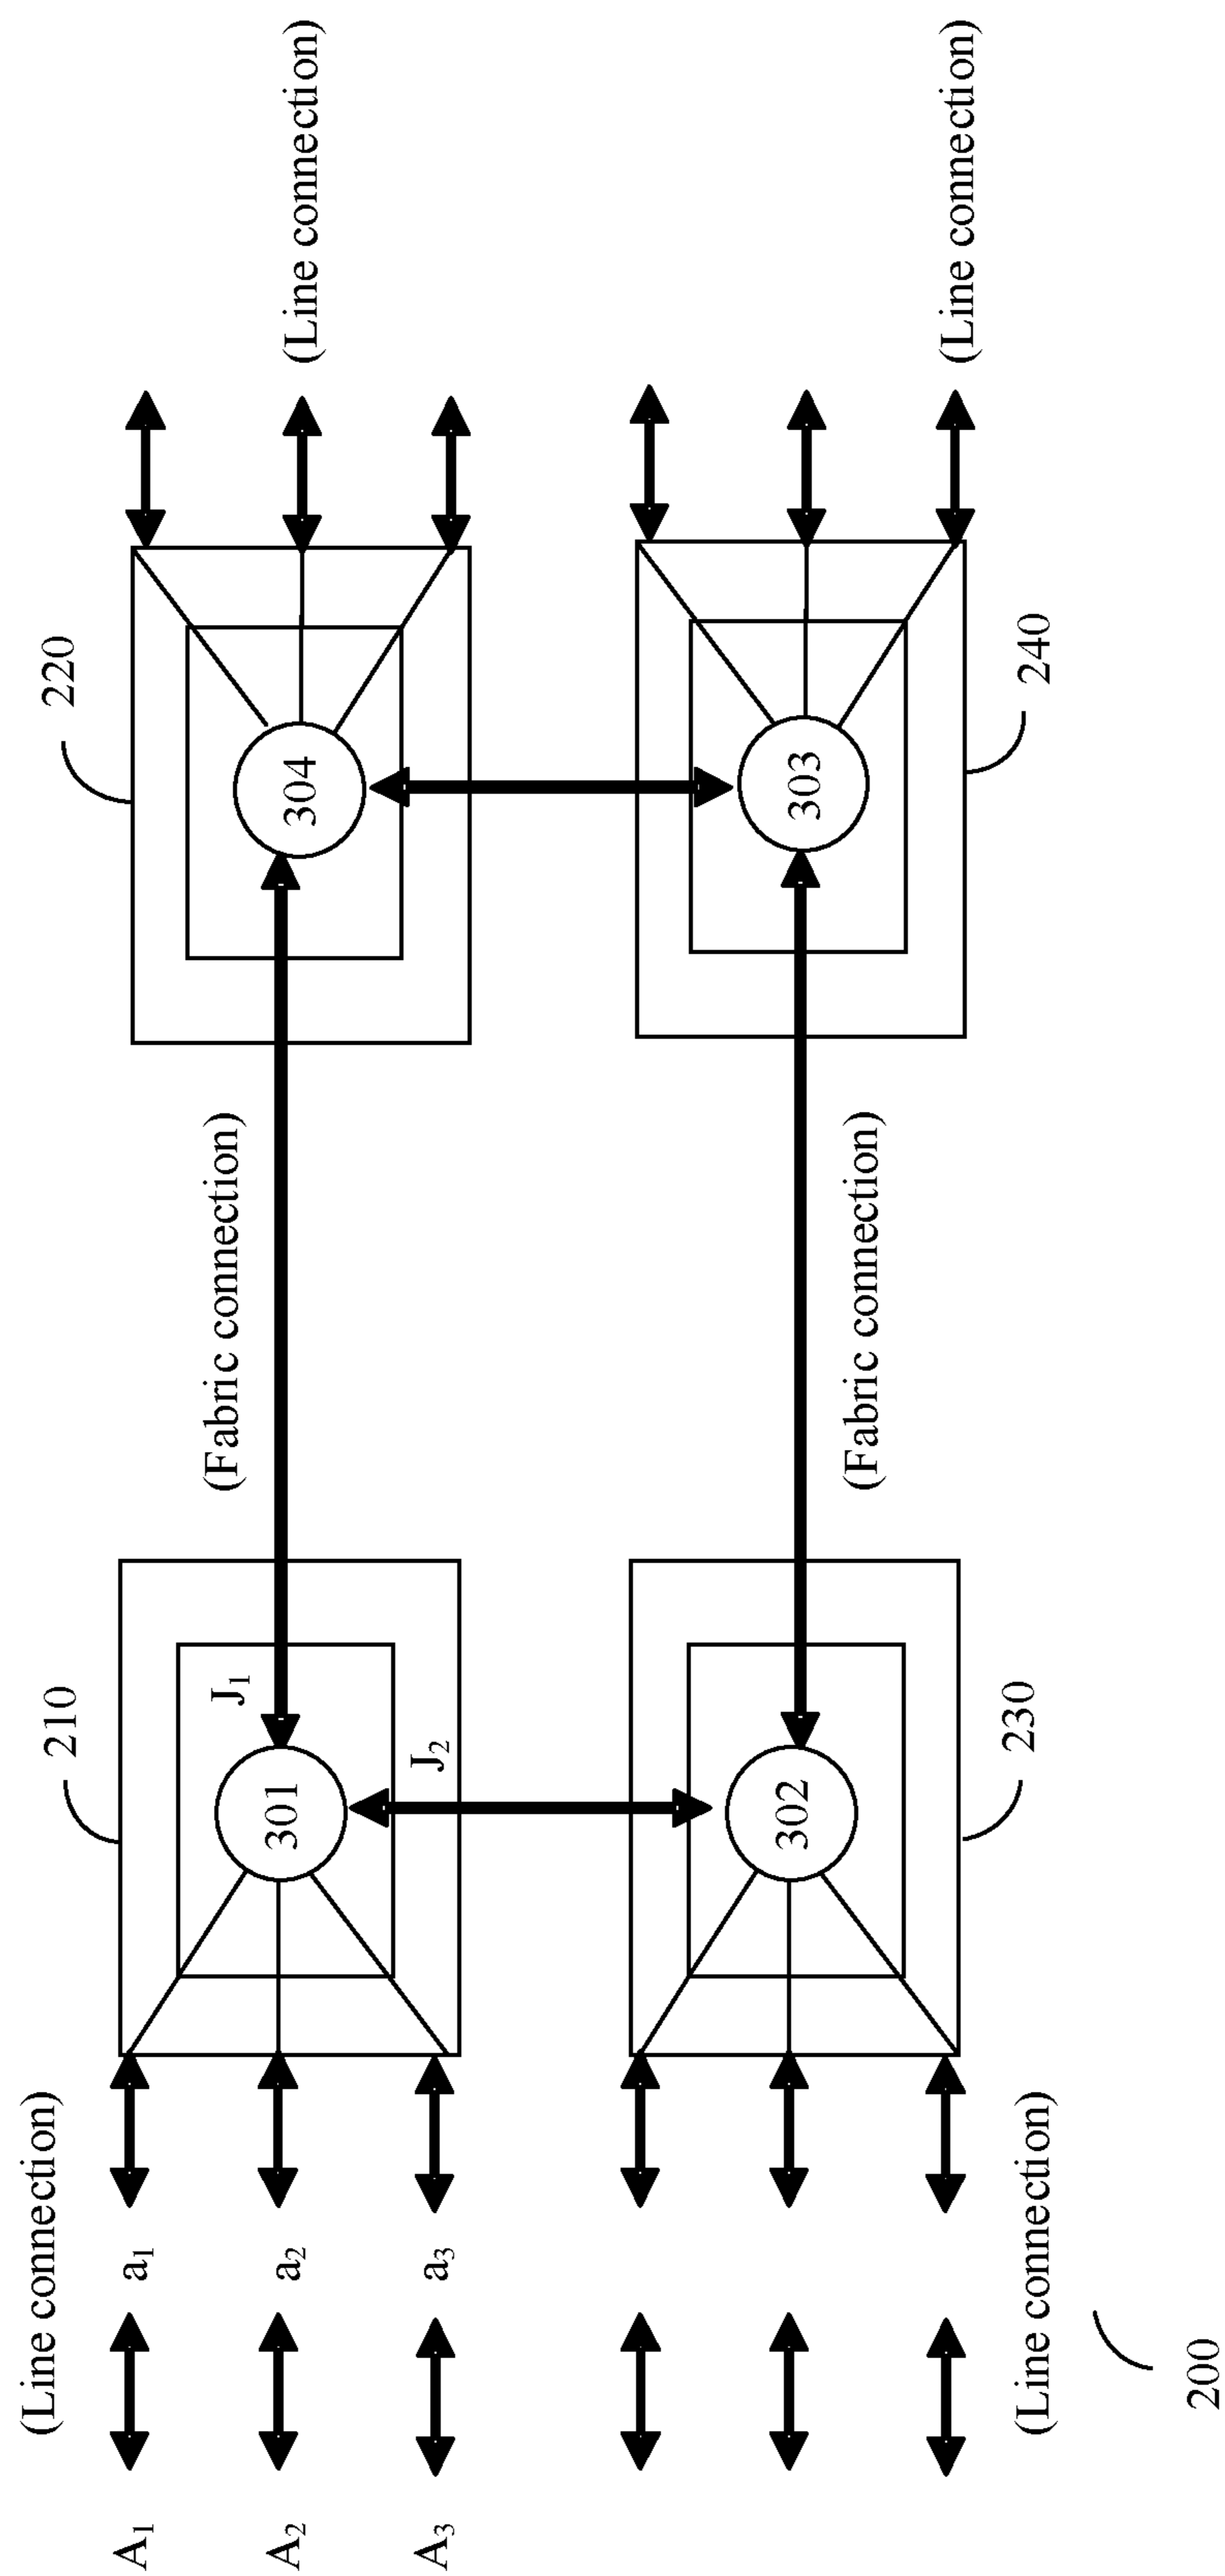 (Line connection)
210
220
A₁
a₁
J₁
(Fabric connection)
A₂
a₂
301
304
(Line connection)
A₃
a₃
J₂
302
303
(Fabric connection)
(Line connection)
(Line connection)
230
240
200